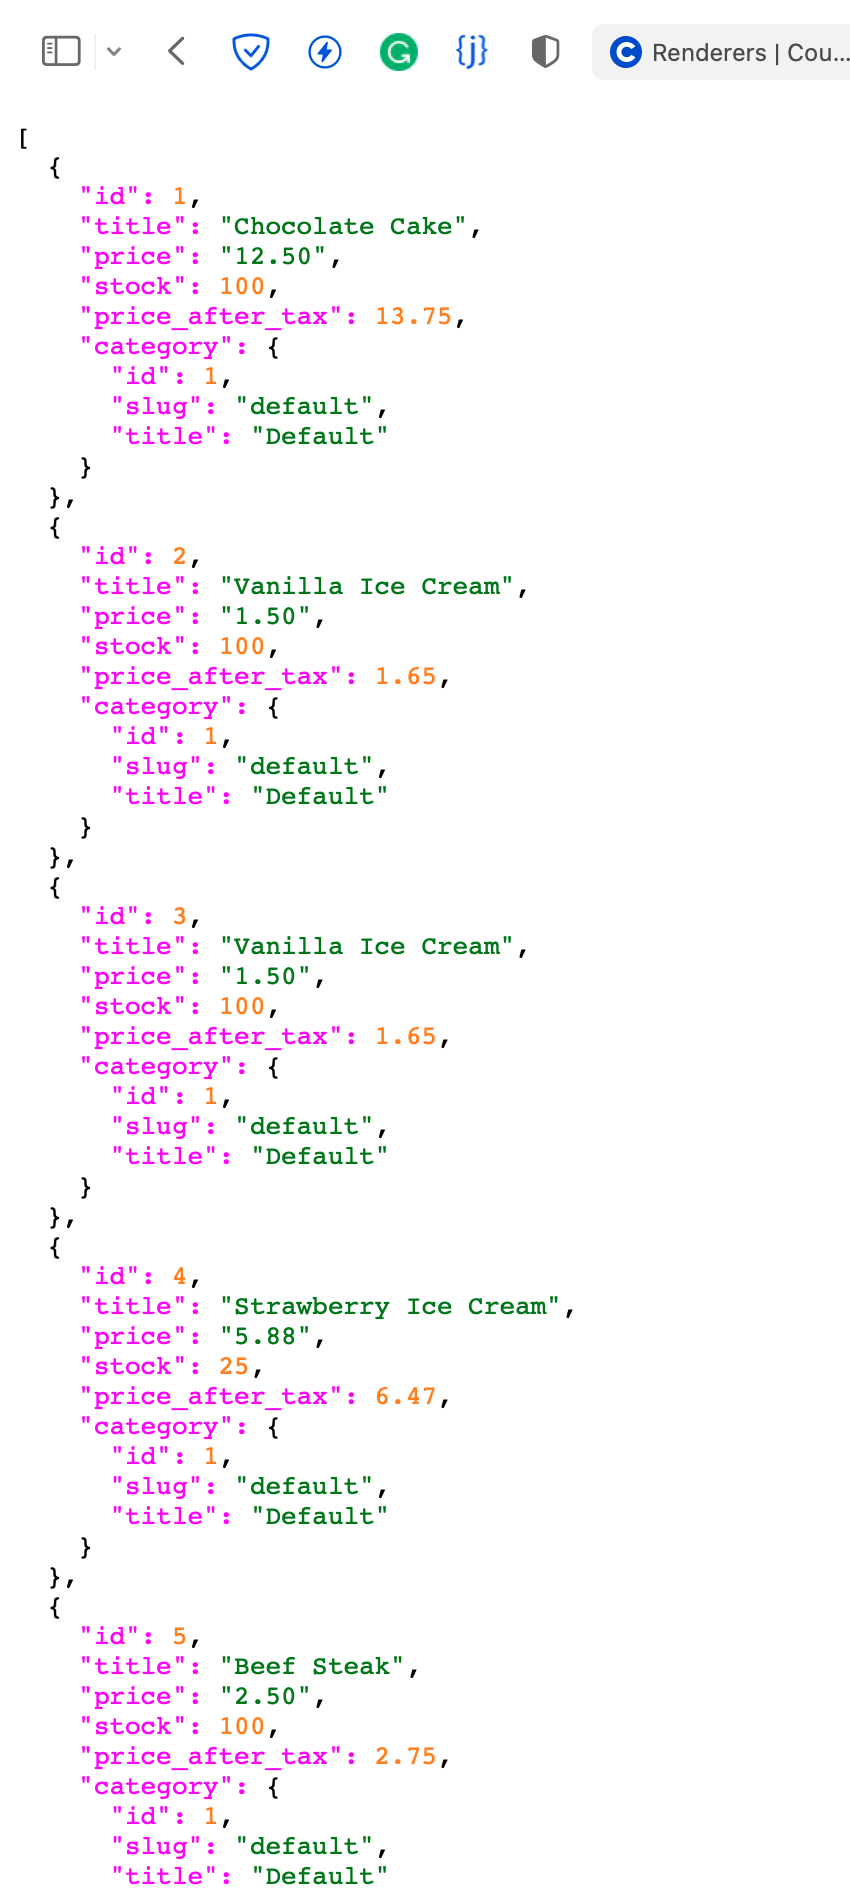 {j}
Renderers | Cou...
[
  {
    "id": 1,
    "title": "Chocolate Cake",
    "price": "12.50",
    "stock": 100,
    "price_after_tax": 13.75,
    "category": {
      "id": 1,
      "slug": "default",
      "title": "Default"
    }
  },
  {
    "id": 2,
    "title": "Vanilla Ice Cream",
    "price": "1.50",
    "stock": 100,
    "price_after_tax": 1.65,
    "category": {
      "id": 1,
      "slug": "default",
      "title": "Default"
    }
  },
  {
    "id": 3,
    "title": "Vanilla Ice Cream",
    "price": "1.50",
    "stock": 100,
    "price_after_tax": 1.65,
    "category": {
      "id": 1,
      "slug": "default",
      "title": "Default"
    }
  },
  {
    "id": 4,
    "title": "Strawberry Ice Cream",
    "price": "5.88",
    "stock": 25,
    "price_after_tax": 6.47,
    "category": {
      "id": 1,
      "slug": "default",
      "title": "Default"
    }
  },
  {
    "id": 5,
    "title": "Beef Steak",
    "price": "2.50",
    "stock": 100,
    "price_after_tax": 2.75,
    "category": {
      "id": 1,
      "slug": "default",
      "title": "Default"